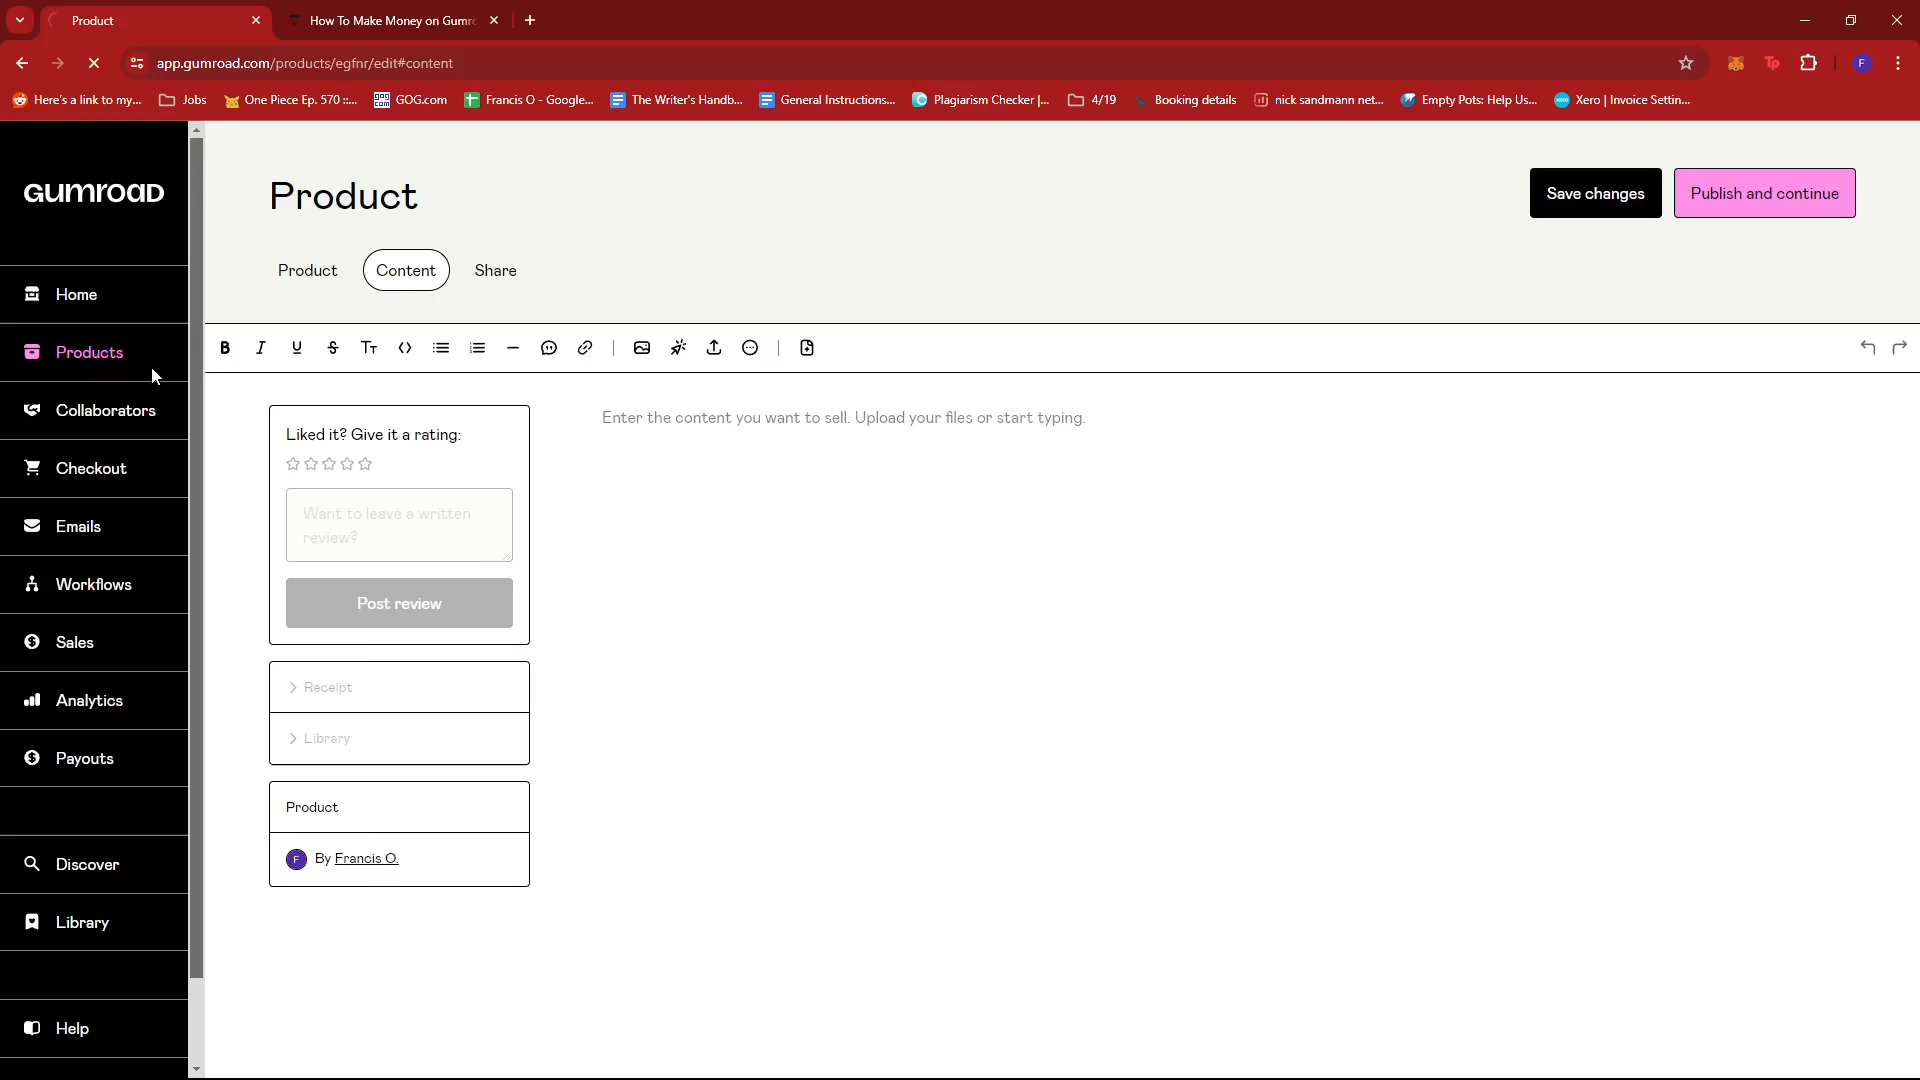 Product
How To Make Money on Gumr
app.gumroad.com/products/egfnr/edit#content
F
Here's a link to my...
Jobs
One Piece Ep. 570 ::...
GOG.com
Francis O - Google...
The Writer's Handb...
General Instructions...
Plagiarism Checker |...
4/19
Booking details
nick sandmann net...
Empty Pots: Help Us...
Xero | Invoice Settin...
GUMROAD
Home
Products
Collaborators
Checkout
Emails
Workflows
Sales
Analytics
Payouts
Discover
Library
Help
Product
Save changes
Publish and continue
Product
Content
Share
Enter the content you want to sell. Upload your files or start typing.
Liked it? Give it a rating:
Want to leave a written
review?
Post review
Receipt
Library
Product
F
By Francis O.